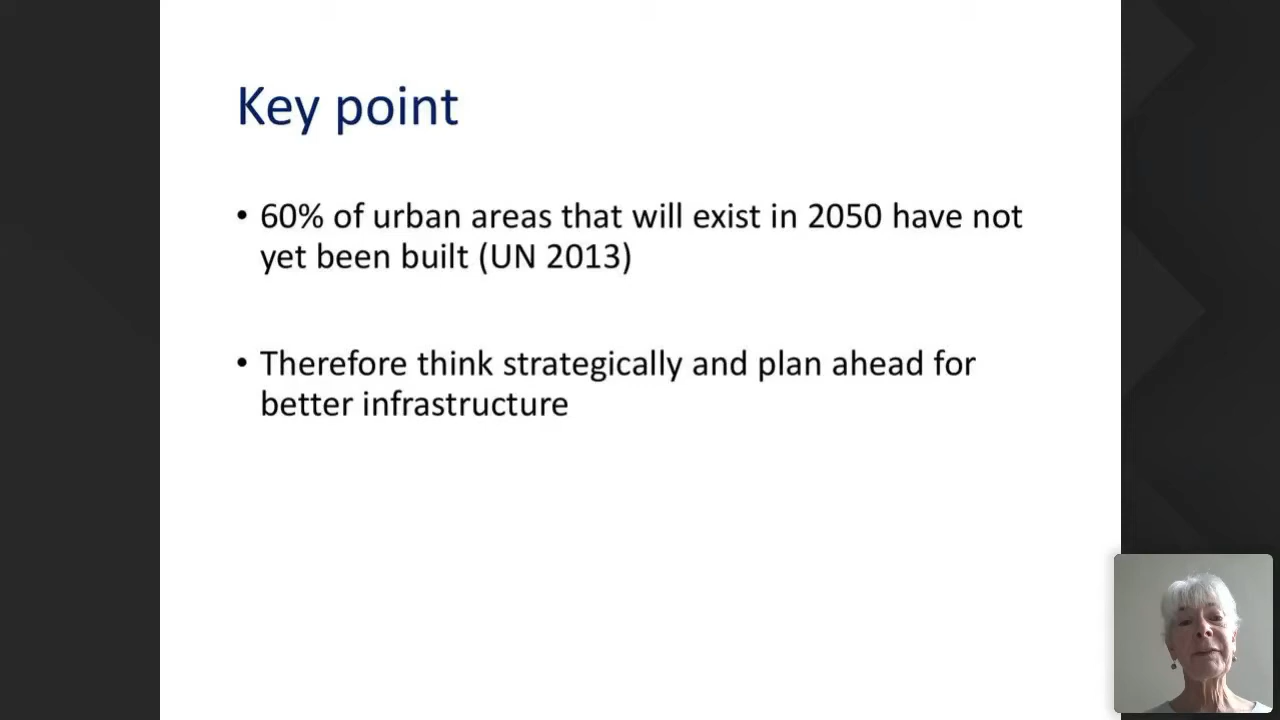 Key point
• 60% of urban areas that will exist in 2050 have not
yet been built (UN 2013)
• Therefore think strategically and plan ahead for
better infrastructure